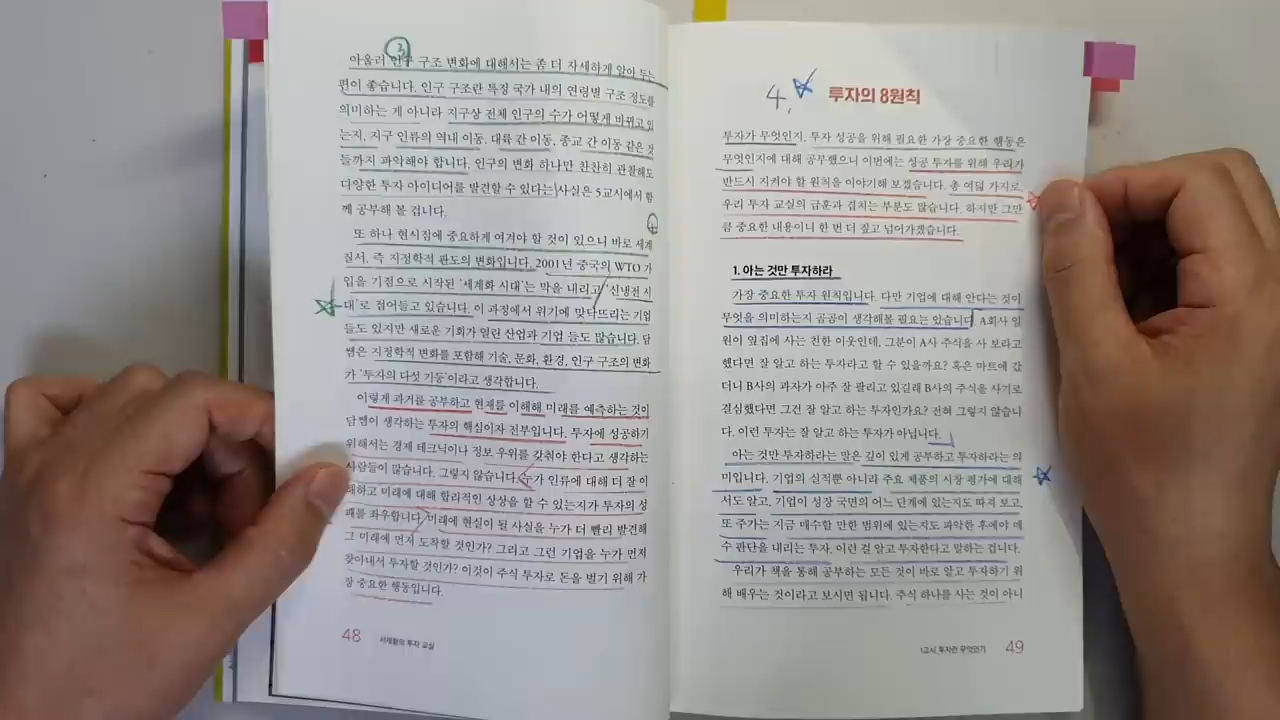 ③
아울러 인구 구조 변화에 대해서는 좀 더 자세하게 알아 두는
편이 좋습니다. 인구 구조란 특정 국가 내의 연령별 구조 정도를
의미하는 게 아니라 지구상 전체 인구의 수가 어떻게 바뀌고 있
는지, 지구 인류의 역내 이동, 대륙 간 이동, 종교 간 이동 같은 것
들까지 파악해야 합니다. 인구의 변화 하나만 찬찬히 관찰해도
다양한 투자 아이디어를 발견할 수 있다는 사실은 5교시에서 함
께 공부해 볼 겁니다.
④
또 하나 현시점에 중요하게 여겨야 할 것이 있으니 바로 세계
질서, 즉 지정학적 판도의 변화입니다. 2001년 중국의 WTO 가
입을 기점으로 시작된 '세계화 시대'는 막을 내리고 '신냉전 시
대'로 접어들고 있습니다. 이 과정에서 위기에 맞닥뜨리는 기업
들도 있지만 새로운 기회가 열린 산업과 기업 들도 많습니다. 담
쌤은 지정학적 변화를 포함해 기술, 문화, 환경, 인구 구조의 변화
가 '투자의 다섯 기둥'이라고 생각합니다.
이렇게 과거를 공부하고 현재를 이해해 미래를 예측하는 것이
담쌤이 생각하는 투자의 핵심이자 전부입니다. 투자에 성공하기
위해서는 경제 테크닉이나 정보 우위를 갖춰야 한다고 생각하는
사람들이 많습니다. 그렇지 않습니다. 누가 인류에 대해 더 잘 이
해하고 미래에 대해 합리적인 상상을 할 수 있는지가 투자의 성
패를 좌우합니다. 미래에 현실이 될 사실을 누가 더 빨리 발견해
그 미래에 먼저 도착할 것인가? 그리고 그런 기업을 누가 먼저
찾아내서 투자할 것인가? 이것이 주식 투자로 돈을 벌기 위해 가
장 중요한 행동입니다.
48 서재형의 투자 교실
4. 투자의 8원칙
투자가 무엇인지, 투자 성공을 위해 필요한 가장 중요한 행동은
무엇인지에 대해 공부했으니 이번에는 성공 투자를 위해 우리가
반드시 지켜야 할 원칙을 이야기해 보겠습니다. 총 여덟 가지로,
우리 투자 교실의 급훈과 겹치는 부분도 많습니다. 하지만 그만
큼 중요한 내용이니 한 번 더 짚고 넘어가겠습니다.
1. 아는 것만 투자하라
가장 중요한 투자 원칙입니다. 다만 기업에 대해 안다는 것이
무엇을 의미하는지 곰곰이 생각해볼 필요는 있습니다. A회사 임
원이 옆집에 사는 친한 이웃인데, 그분이 A사 주식을 사 보라고
했다면 잘 알고 하는 투자라고 할 수 있을까요? 혹은 마트에 갔
더니 B사의 과자가 아주 잘 팔리고 있길래 B사의 주식을 사기로
결심했다면 그건 잘 알고 하는 투자인가요? 전혀 그렇지 않습니
다. 이런 투자는 잘 알고 하는 투자가 아닙니다.
아는 것만 투자하라는 말은 깊이 있게 공부하고 투자하라는 의
미입니다. 기업의 실적뿐 아니라 주요 제품의 시장 평가에 대해
서도 알고, 기업이 성장 국면의 어느 단계에 있는지도 따져 보고,
또 주가는 지금 매수할 만한 범위에 있는지도 파악한 후에야 매
수 판단을 내리는 투자, 이런 걸 알고 투자한다고 말하는 겁니다.
우리가 책을 통해 공부하는 모든 것이 바로 알고 투자하기 위
해 배우는 것이라고 보시면 됩니다. 주식 하나를 사는 것이 아니
1교시. 투자란 무엇인가 49